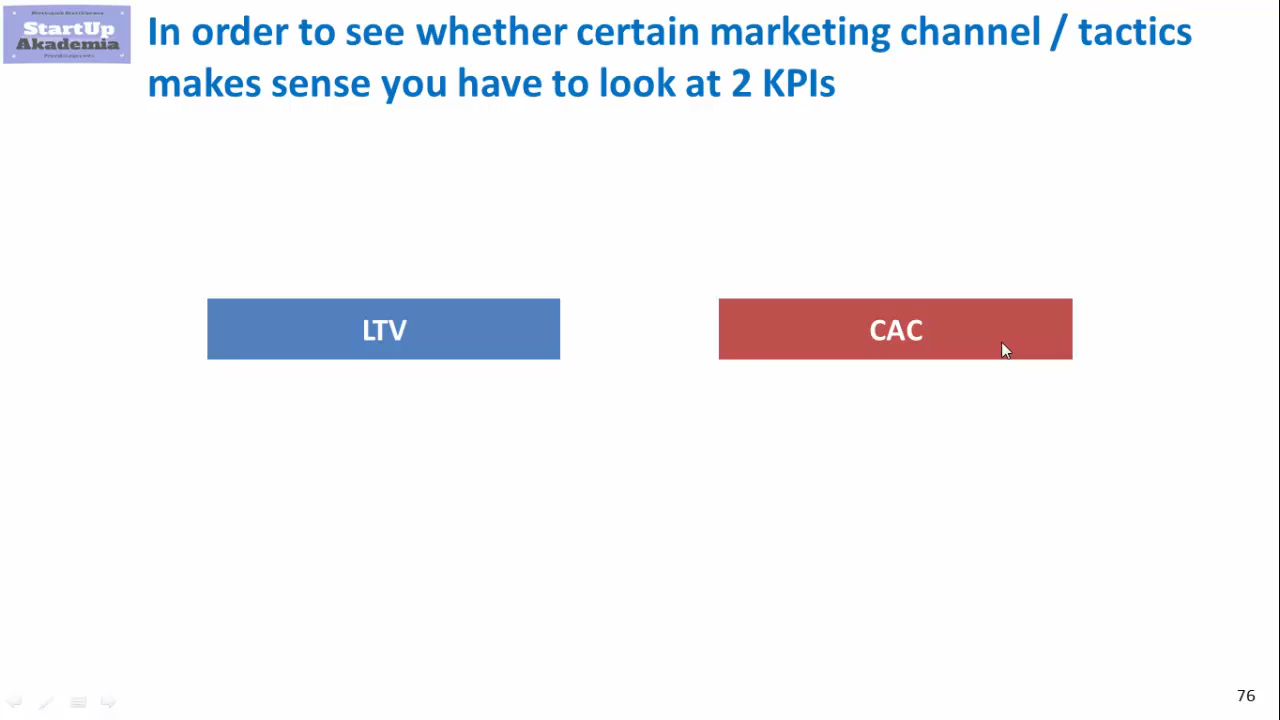 StartUp
Akademia
In order to see whether certain marketing channel / tactics
makes sense you have to look at 2 KPIs
LTV
CAC
76